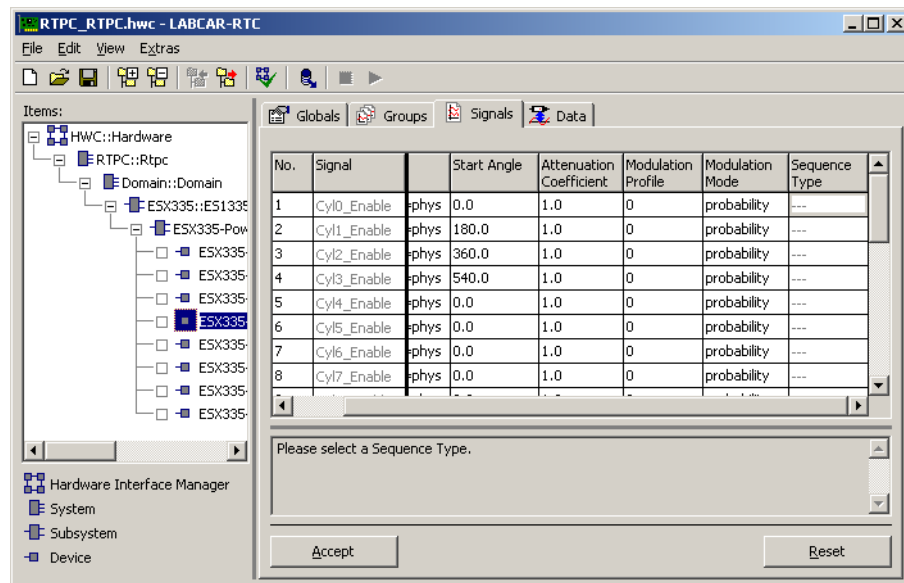 RTPC_RTPC.hwc - LABCAR-RTC
File Edit View Extras
Items:
HWC::Hardware
RTPC::Rtpc
Domain::Domain
ESX335::ES1335
ESX335-Pow
ESX335-
ESX335-
ESX335-
ESX335-
ESX335-
ESX335-
ESX335-
ESX335-
Hardware Interface Manager
System
Subsystem
Device
Globals Groups Signals Data
No. Signal Start Angle Attenuation Coefficient Modulation Profile Modulation Mode Sequence Type
1 Cyl0_Enable =phys 0.0 1.0 0 probability ---
2 Cyl1_Enable =phys 180.0 1.0 0 probability ---
3 Cyl2_Enable =phys 360.0 1.0 0 probability ---
4 Cyl3_Enable =phys 540.0 1.0 0 probability ---
5 Cyl4_Enable =phys 0.0 1.0 0 probability ---
6 Cyl5_Enable =phys 0.0 1.0 0 probability ---
7 Cyl6_Enable =phys 0.0 1.0 0 probability ---
8 Cyl7_Enable =phys 0.0 1.0 0 probability ---
Please select a Sequence Type.
Accept Reset